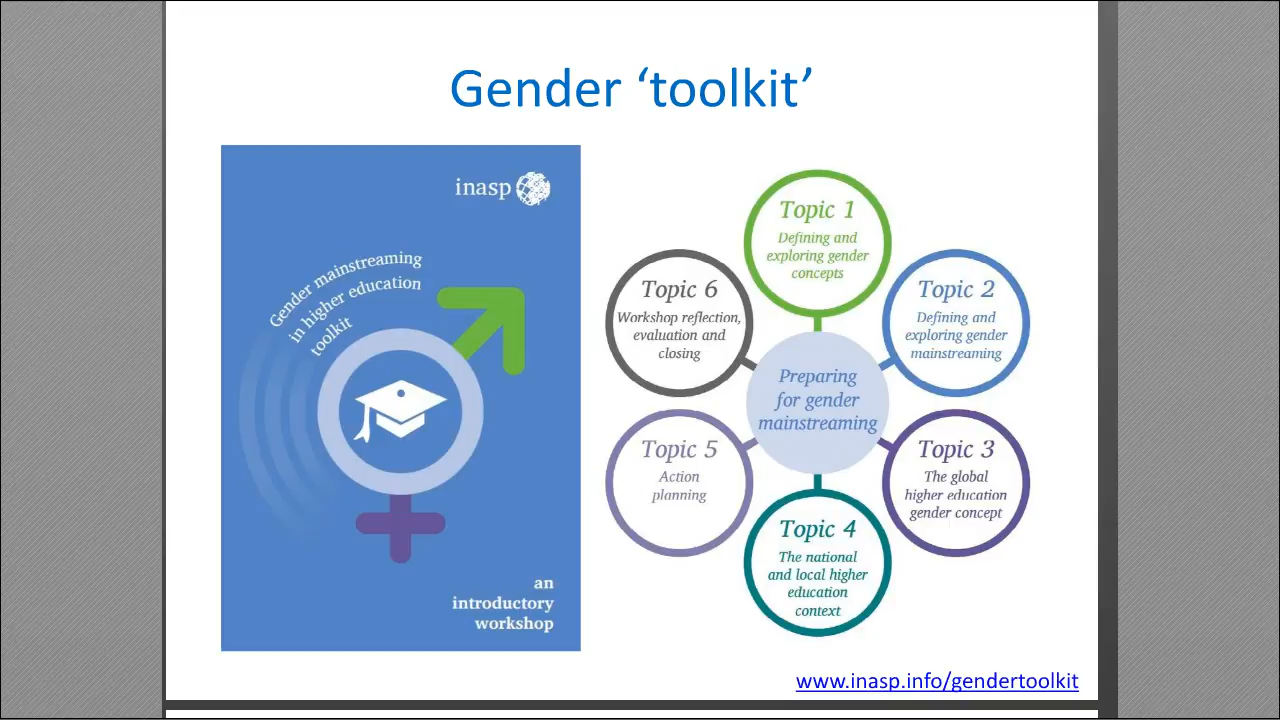 Gender ‘toolkit’
inasp
Gender mainstreaming
in higher education
toolkit
an
introductory
workshop
Topic 1
Defining and
exploring gender
concepts
Topic 2
Defining and
exploring gender
mainstreaming
Topic 3
The global
higher education
gender concept
Topic 4
The national
and local higher
education
context
Topic 5
Action
planning
Topic 6
Workshop reflection,
evaluation and
closing
Preparing
for gender
mainstreaming
www.inasp.info/gendertoolkit